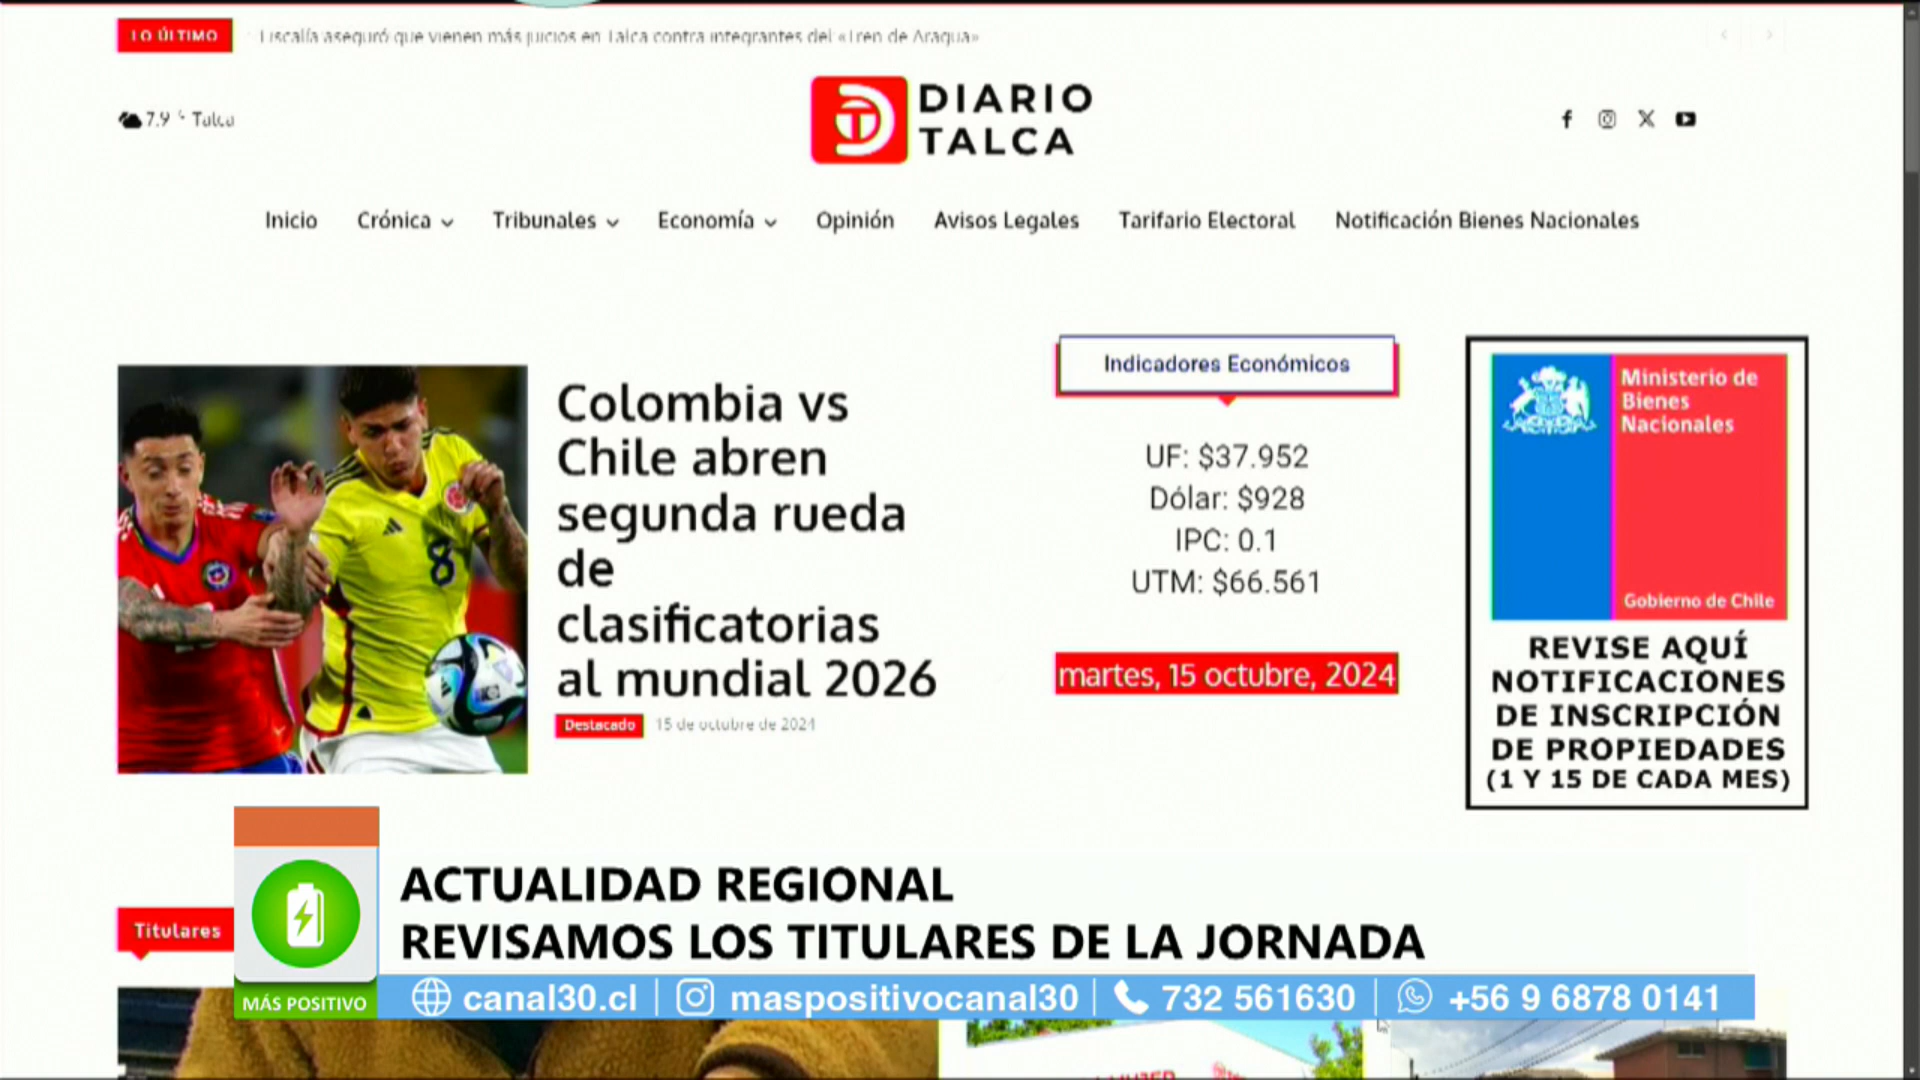 LO ÚLTIMO
Fiscalía aseguró que vienen más juicios en Talca contra integrantes del «Tren de Aragua»
7.9 C Talca
DIARIO
TALCA
Inicio
Crónica
Tribunales
Economía
Opinión
Avisos Legales
Tarifario Electoral
Notificación Bienes Nacionales
Colombia vs
Chile abren
segunda rueda
de
clasificatorias
al mundial 2026
Destacado 15 de octubre de 2024
8
Indicadores Económicos
UF: $37.952
Dólar: $928
IPC: 0.1
UTM: $66.561
martes, 15 octubre, 2024
Ministerio de
Bienes
Nacionales
Gobierno de Chile
REVISE AQUÍ
NOTIFICACIONES
DE INSCRIPCIÓN
DE PROPIEDADES
(1 Y 15 DE CADA MES)
Titulares
ACTUALIDAD REGIONAL
REVISAMOS LOS TITULARES DE LA JORNADA
MÁS POSITIVO
canal30.cl | maspositivocanal30 | 732 561630 | +56 9 6878 0141